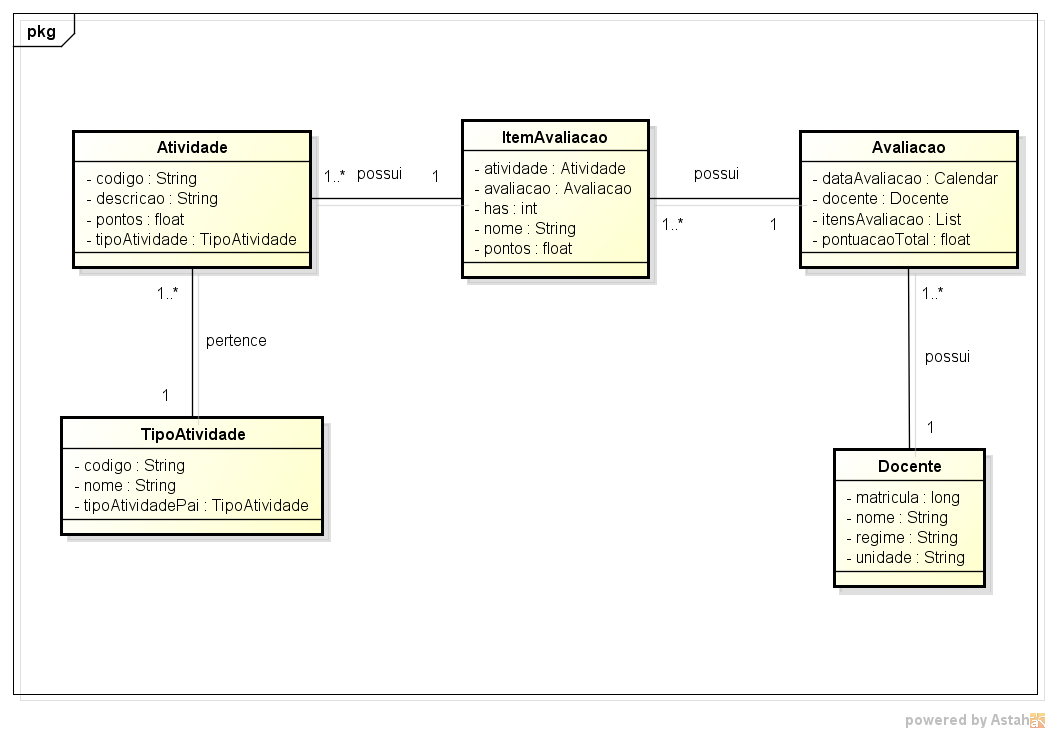 pkg
Atividade
- codigo : String
- descricao : String
- pontos : float
- tipoAtividade : TipoAtividade
1..*
possui
1
ItemAvaliacao
- atividade : Atividade
- avaliacao : Avaliacao
- has : int
- nome : String
- pontos : float
possui
1..*
1
Avaliacao
- dataAvaliacao : Calendar
- docente : Docente
- itensAvaliacao : List
- pontuacaoTotal : float
1..*
pertence
1
1..*
possui
1
TipoAtividade
- codigo : String
- nome : String
- tipoAtividadePai : TipoAtividade
Docente
- matricula : long
- nome : String
- regime : String
- unidade : String
powered by Astah